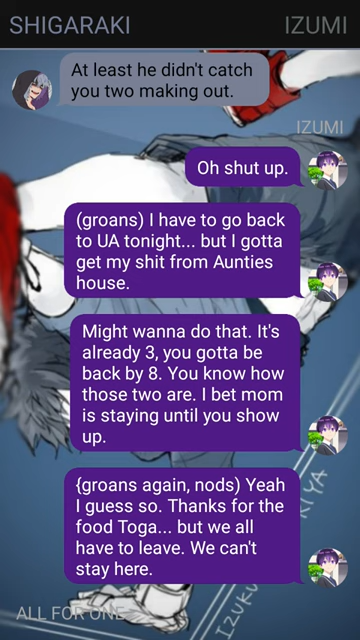 SHIGARAKI IZUMI
At least he didn't catch
you two making out.
IZUMI
Oh shut up.
(groans) I have to go back
to UA tonight... but I gotta
get my shit from Aunties
house.
Might wanna do that. It's
already 3, you gotta be
back by 8. You know how
those two are. I bet mom
is staying until you show
up.
{groans again, nods) Yeah
I guess so. Thanks for the
food Toga... but we all
have to leave. We can't
stay here.
ALL FOR ONE